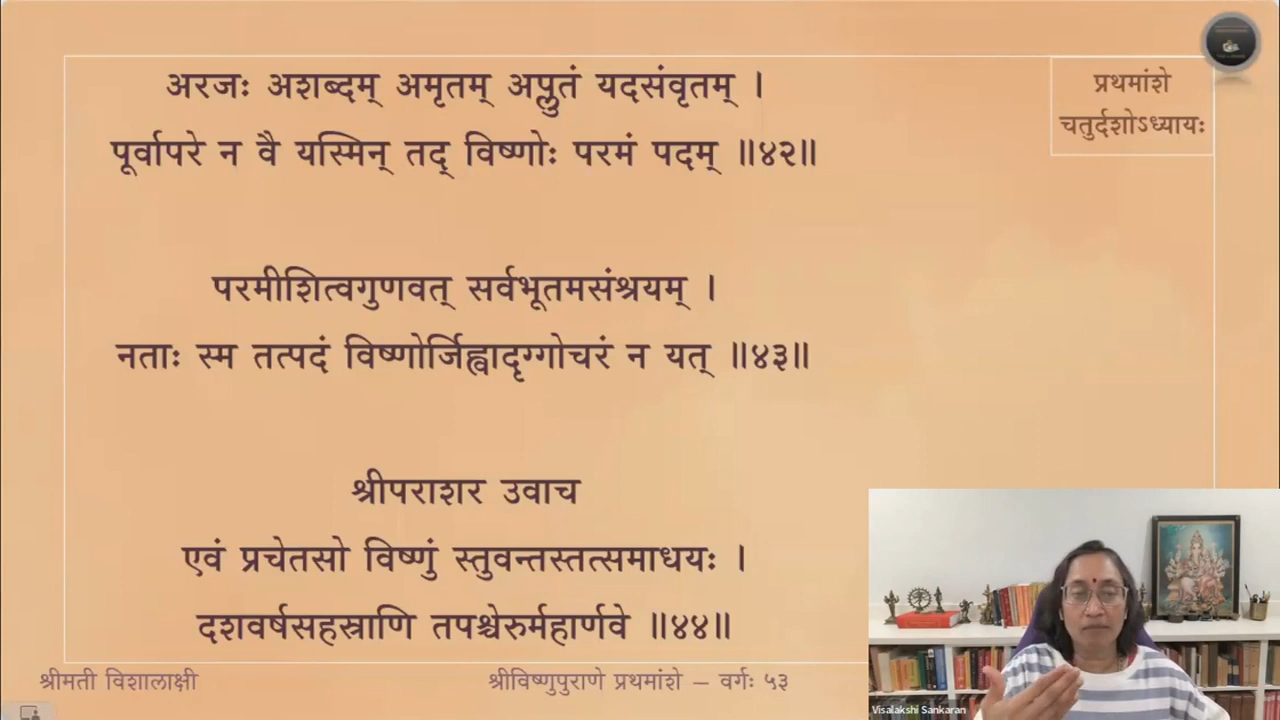 अरजः अशब्दम् अमृतम् अप्लुतं यदसंवृतम् ।
पूर्वापरे न वै यस्मिन् तद् विष्णोः परमं पदम् ॥४२॥
प्रथमांशे
चतुर्दशोऽध्यायः
परमीशित्वगुणवत् सर्वभूतमसंश्रयम् ।
नताः स्म तत्पदं विष्णोर्जिह्वादृग्गोचरं न यत् ॥४३॥
श्रीपराशर उवाच
एवं प्रचेतसो विष्णुं स्तुवन्तस्तत्समाधयः ।
दशवर्षसहस्राणि तपश्चेरुर्महार्णवे ॥४४॥
श्रीमती विशालाक्षी
श्रीविष्णुपुराणे प्रथमांशे – वर्गः ५३
Visalakshi Sankaran